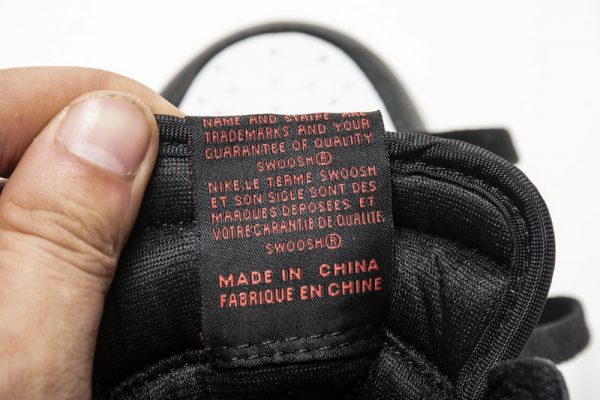 NAME AND STRIPE ARE
TRADEMARKS AND YOUR
GUARANTEE OF QUALITY
SWOOSH®
NIKE.LE TERME SWOOSH
ET SON SIGLE SONT DES
MARQUES DEPOSEES ET
VOTRE GARANTIE DE QUALITE.
SWOOSH®
MADE IN CHINA
FABRIQUE EN CHINE